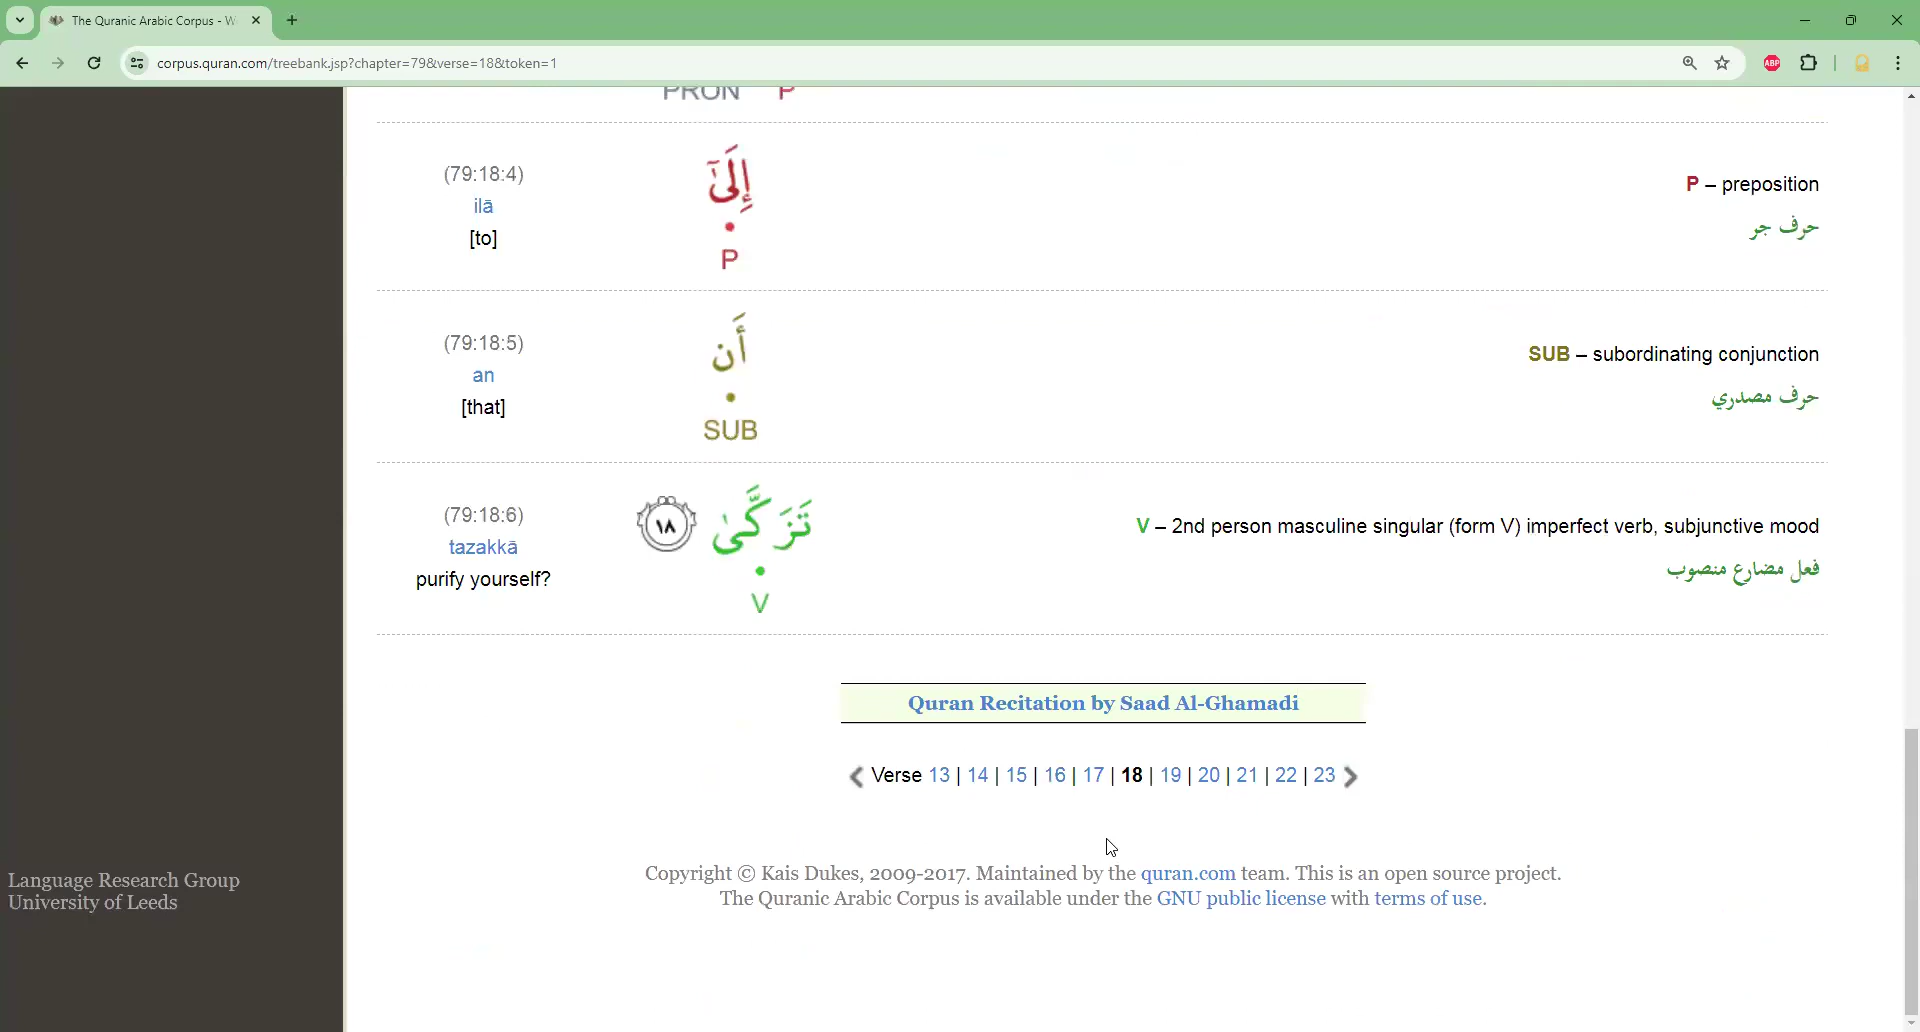 The Quranic Arabic Corpus - W
corpus.quran.com/treebank.jsp?chapter=79&verse=18&token=1
ABP
PRON P
(79:18:4)
ilā
[to]
إِلَىٰٓ
P
P – preposition
حرف جر
(79:18:5)
an
[that]
أَن
SUB
SUB – subordinating conjunction
حرف مصدري
(79:18:6)
tazakkā
purify yourself?
تَزَكَّىٰ ١٨
V
V – 2nd person masculine singular (form V) imperfect verb, subjunctive mood
فعل مضارع منصوب
Quran Recitation by Saad Al-Ghamadi
Verse 13 | 14 | 15 | 16 | 17 | 18 | 19 | 20 | 21 | 22 | 23
Language Research Group
University of Leeds
Copyright © Kais Dukes, 2009-2017. Maintained by the quran.com team. This is an open source project.
The Quranic Arabic Corpus is available under the GNU public license with terms of use.